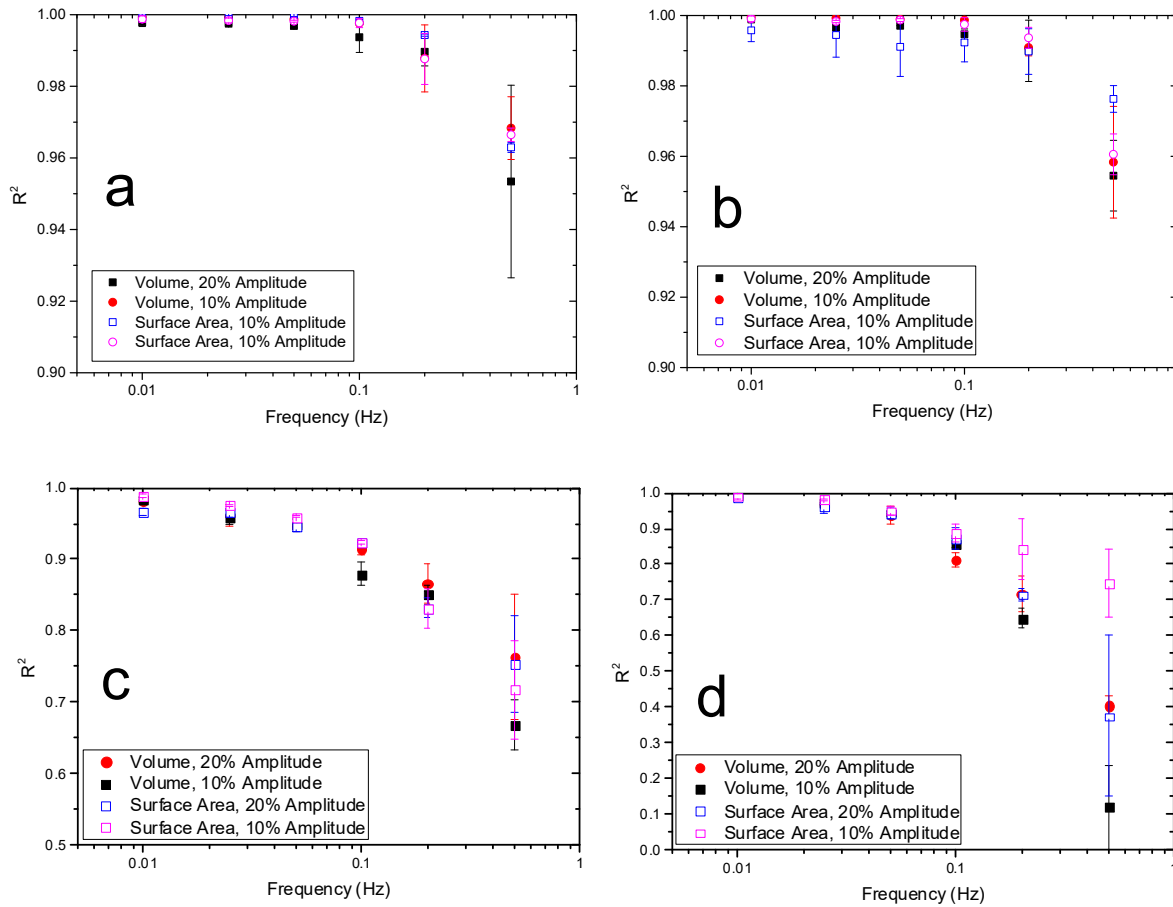 1.00
0.98
0.96
0.94
0.92
0.90
R²
a
Volume, 20% Amplitude
Volume, 10% Amplitude
Surface Area, 10% Amplitude
Surface Area, 10% Amplitude
0.01
0.1
1
Frequency (Hz)
1.00
0.98
0.96
0.94
0.92
0.90
R²
b
Volume, 20% Amplitude
Volume, 10% Amplitude
Surface Area, 10% Amplitude
Surface Area, 10% Amplitude
0.01
0.1
Frequency (Hz)
1.0
0.9
0.8
0.7
0.6
0.5
R²
c
Volume, 20% Amplitude
Volume, 10% Amplitude
Surface Area, 20% Amplitude
Surface Area, 10% Amplitude
0.01
0.1
1
Frequency (Hz)
1.0
0.9
0.8
0.7
0.6
0.5
0.4
0.3
0.2
0.1
0.0
R²
d
Volume, 20% Amplitude
Volume, 10% Amplitude
Surface Area, 20% Amplitude
Surface Area, 10% Amplitude
0.01
0.1
1
Frequency (Hz)